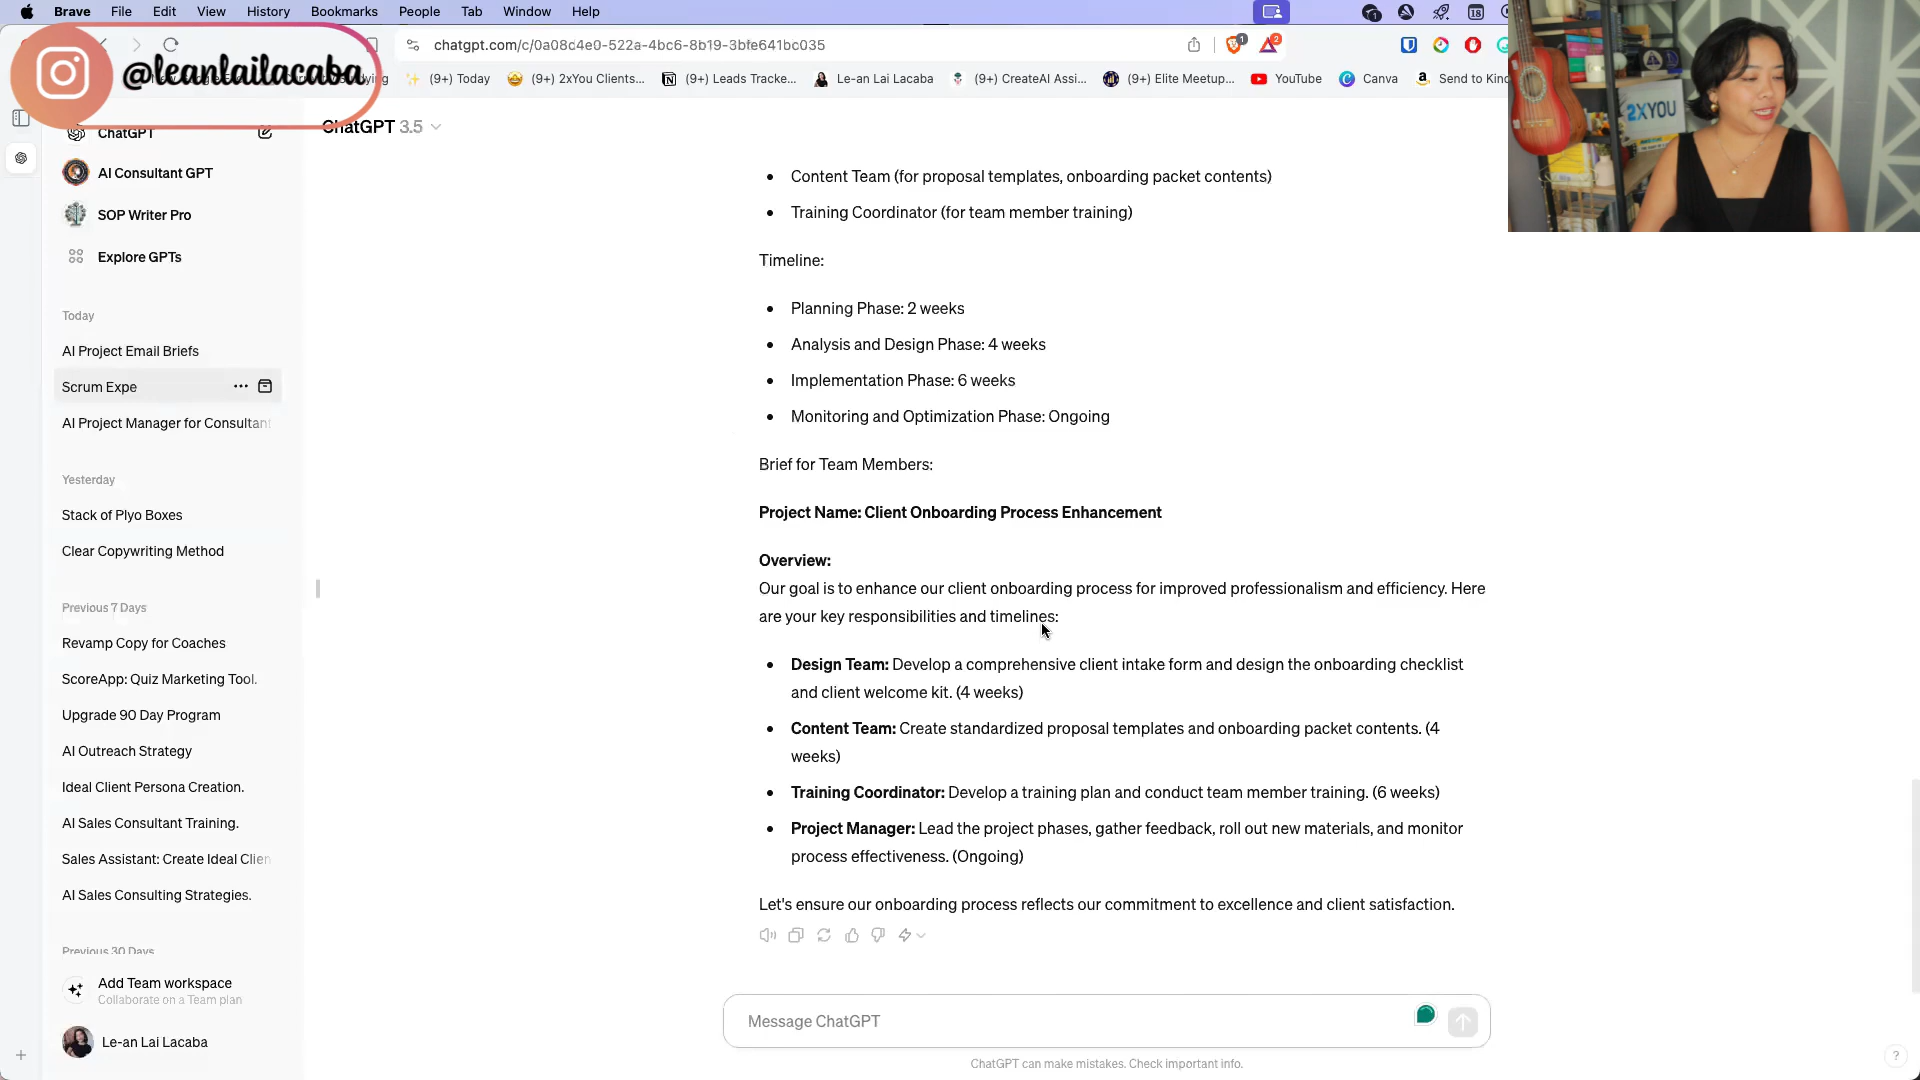 Brave File Edit View History Bookmarks People Tab Window Help
chatgpt.com/c/0a08d4e0-522a-4bc6-8b19-3bfe641bc035
@leanlailacaba
(9+) Today
(9+) 2xYou Clients...
(9+) Leads Tracke...
Le-an Lai Lacaba
(9+) CreateAI Assi...
(9+) Elite Meetup...
YouTube
Canva
Send to Kind
2XYOU
ChatGPT
ChatGPT 3.5
AI Consultant GPT
SOP Writer Pro
Explore GPTs
Today
AI Project Email Briefs
Scrum Expe
AI Project Manager for Consultant
Yesterday
Stack of Plyo Boxes
Clear Copywriting Method
Previous 7 Days
Revamp Copy for Coaches
ScoreApp: Quiz Marketing Tool.
Upgrade 90 Day Program
AI Outreach Strategy
Ideal Client Persona Creation.
AI Sales Consultant Training.
Sales Assistant: Create Ideal Clien
AI Sales Consulting Strategies.
Previous 30 Days
Add Team workspace
Collaborate on a Team plan
Le-an Lai Lacaba
• Content Team (for proposal templates, onboarding packet contents)
• Training Coordinator (for team member training)
Timeline:
• Planning Phase: 2 weeks
• Analysis and Design Phase: 4 weeks
• Implementation Phase: 6 weeks
• Monitoring and Optimization Phase: Ongoing
Brief for Team Members:
Project Name: Client Onboarding Process Enhancement
Overview:
Our goal is to enhance our client onboarding process for improved professionalism and efficiency. Here
are your key responsibilities and timelines:
• Design Team: Develop a comprehensive client intake form and design the onboarding checklist
and client welcome kit. (4 weeks)
• Content Team: Create standardized proposal templates and onboarding packet contents. (4
weeks)
• Training Coordinator: Develop a training plan and conduct team member training. (6 weeks)
• Project Manager: Lead the project phases, gather feedback, roll out new materials, and monitor
process effectiveness. (Ongoing)
Let's ensure our onboarding process reflects our commitment to excellence and client satisfaction.
Message ChatGPT
ChatGPT can make mistakes. Check important info.